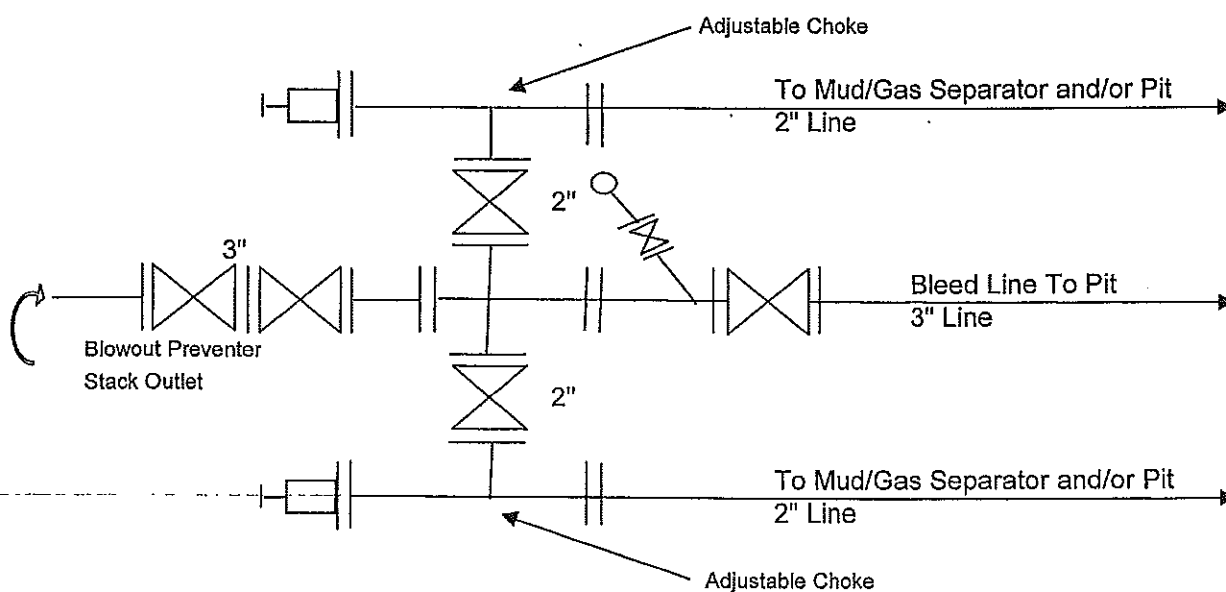 Adjustable Choke
To Mud/Gas Separator and/or Pit
2" Line
2"
3"
Bleed Line To Pit
3" Line
Blowout Preventer
Stack Outlet
2"
To Mud/Gas Separator and/or Pit
2" Line
Adjustable Choke